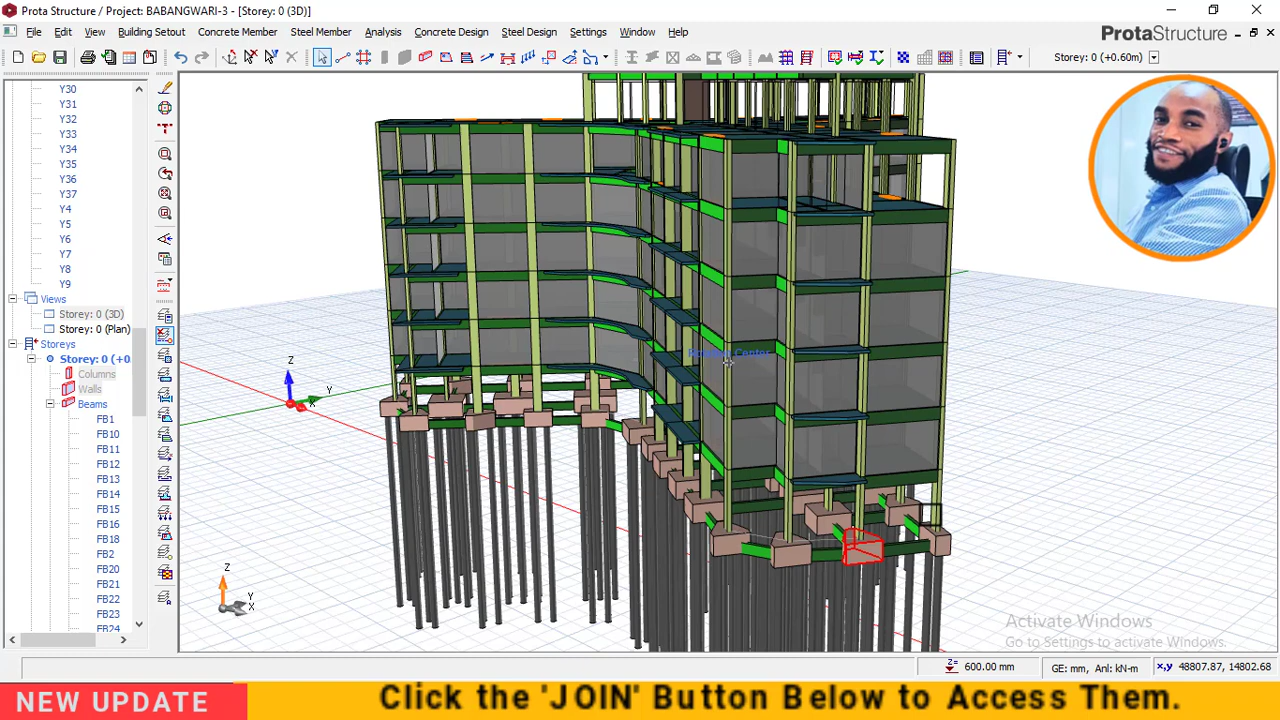 Prota Structure / Project: BABANGWARI-3 - [Storey: 0 (3D)]
File Edit View Building Setout Concrete Member Steel Member Analysis Concrete Design Steel Design Settings Window Help
ProtaStructure
Storey: 0 (+0.60m)
Y30
Y31
Y32
Y33
Y34
Y35
Y36
Y37
Y4
Y5
Y6
Y7
Y8
Y9
Views
Storey: 0 (3D)
Storey: 0 (Plan)
Storeys
Storey: 0 (+0
Columns
Walls
Beams
FB1
FB10
FB11
FB12
FB13
FB14
FB15
FB16
FB18
FB2
FB20
FB21
FB22
FB23
FB24
Z
Y
X
Center
Z
Y
X
Activate Windows
Go to Settings to activate Windows.
Z= 600.00 mm
GE: mm, Anl: kN-m
x,y 48807.87, 14802.68
NEW UPDATE
Click the 'JOIN' Button Below to Access Them.